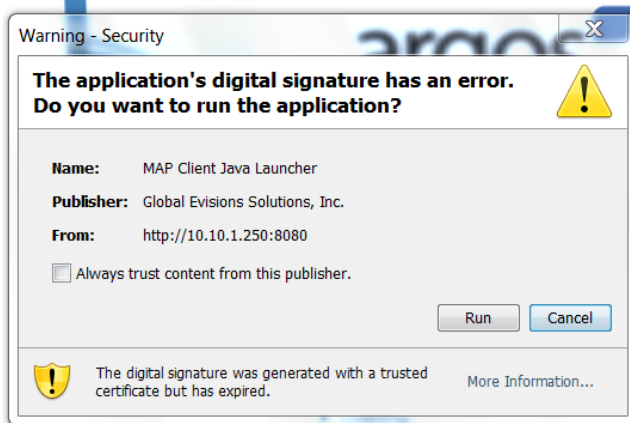 argos
Warning - Security
The application's digital signature has an error.
Do you want to run the application?
Name: MAP Client Java Launcher
Publisher: Global Evisions Solutions, Inc.
From: http://10.10.1.250:8080
Always trust content from this publisher.
Run Cancel
The digital signature was generated with a trusted
certificate but has expired.
More Information...